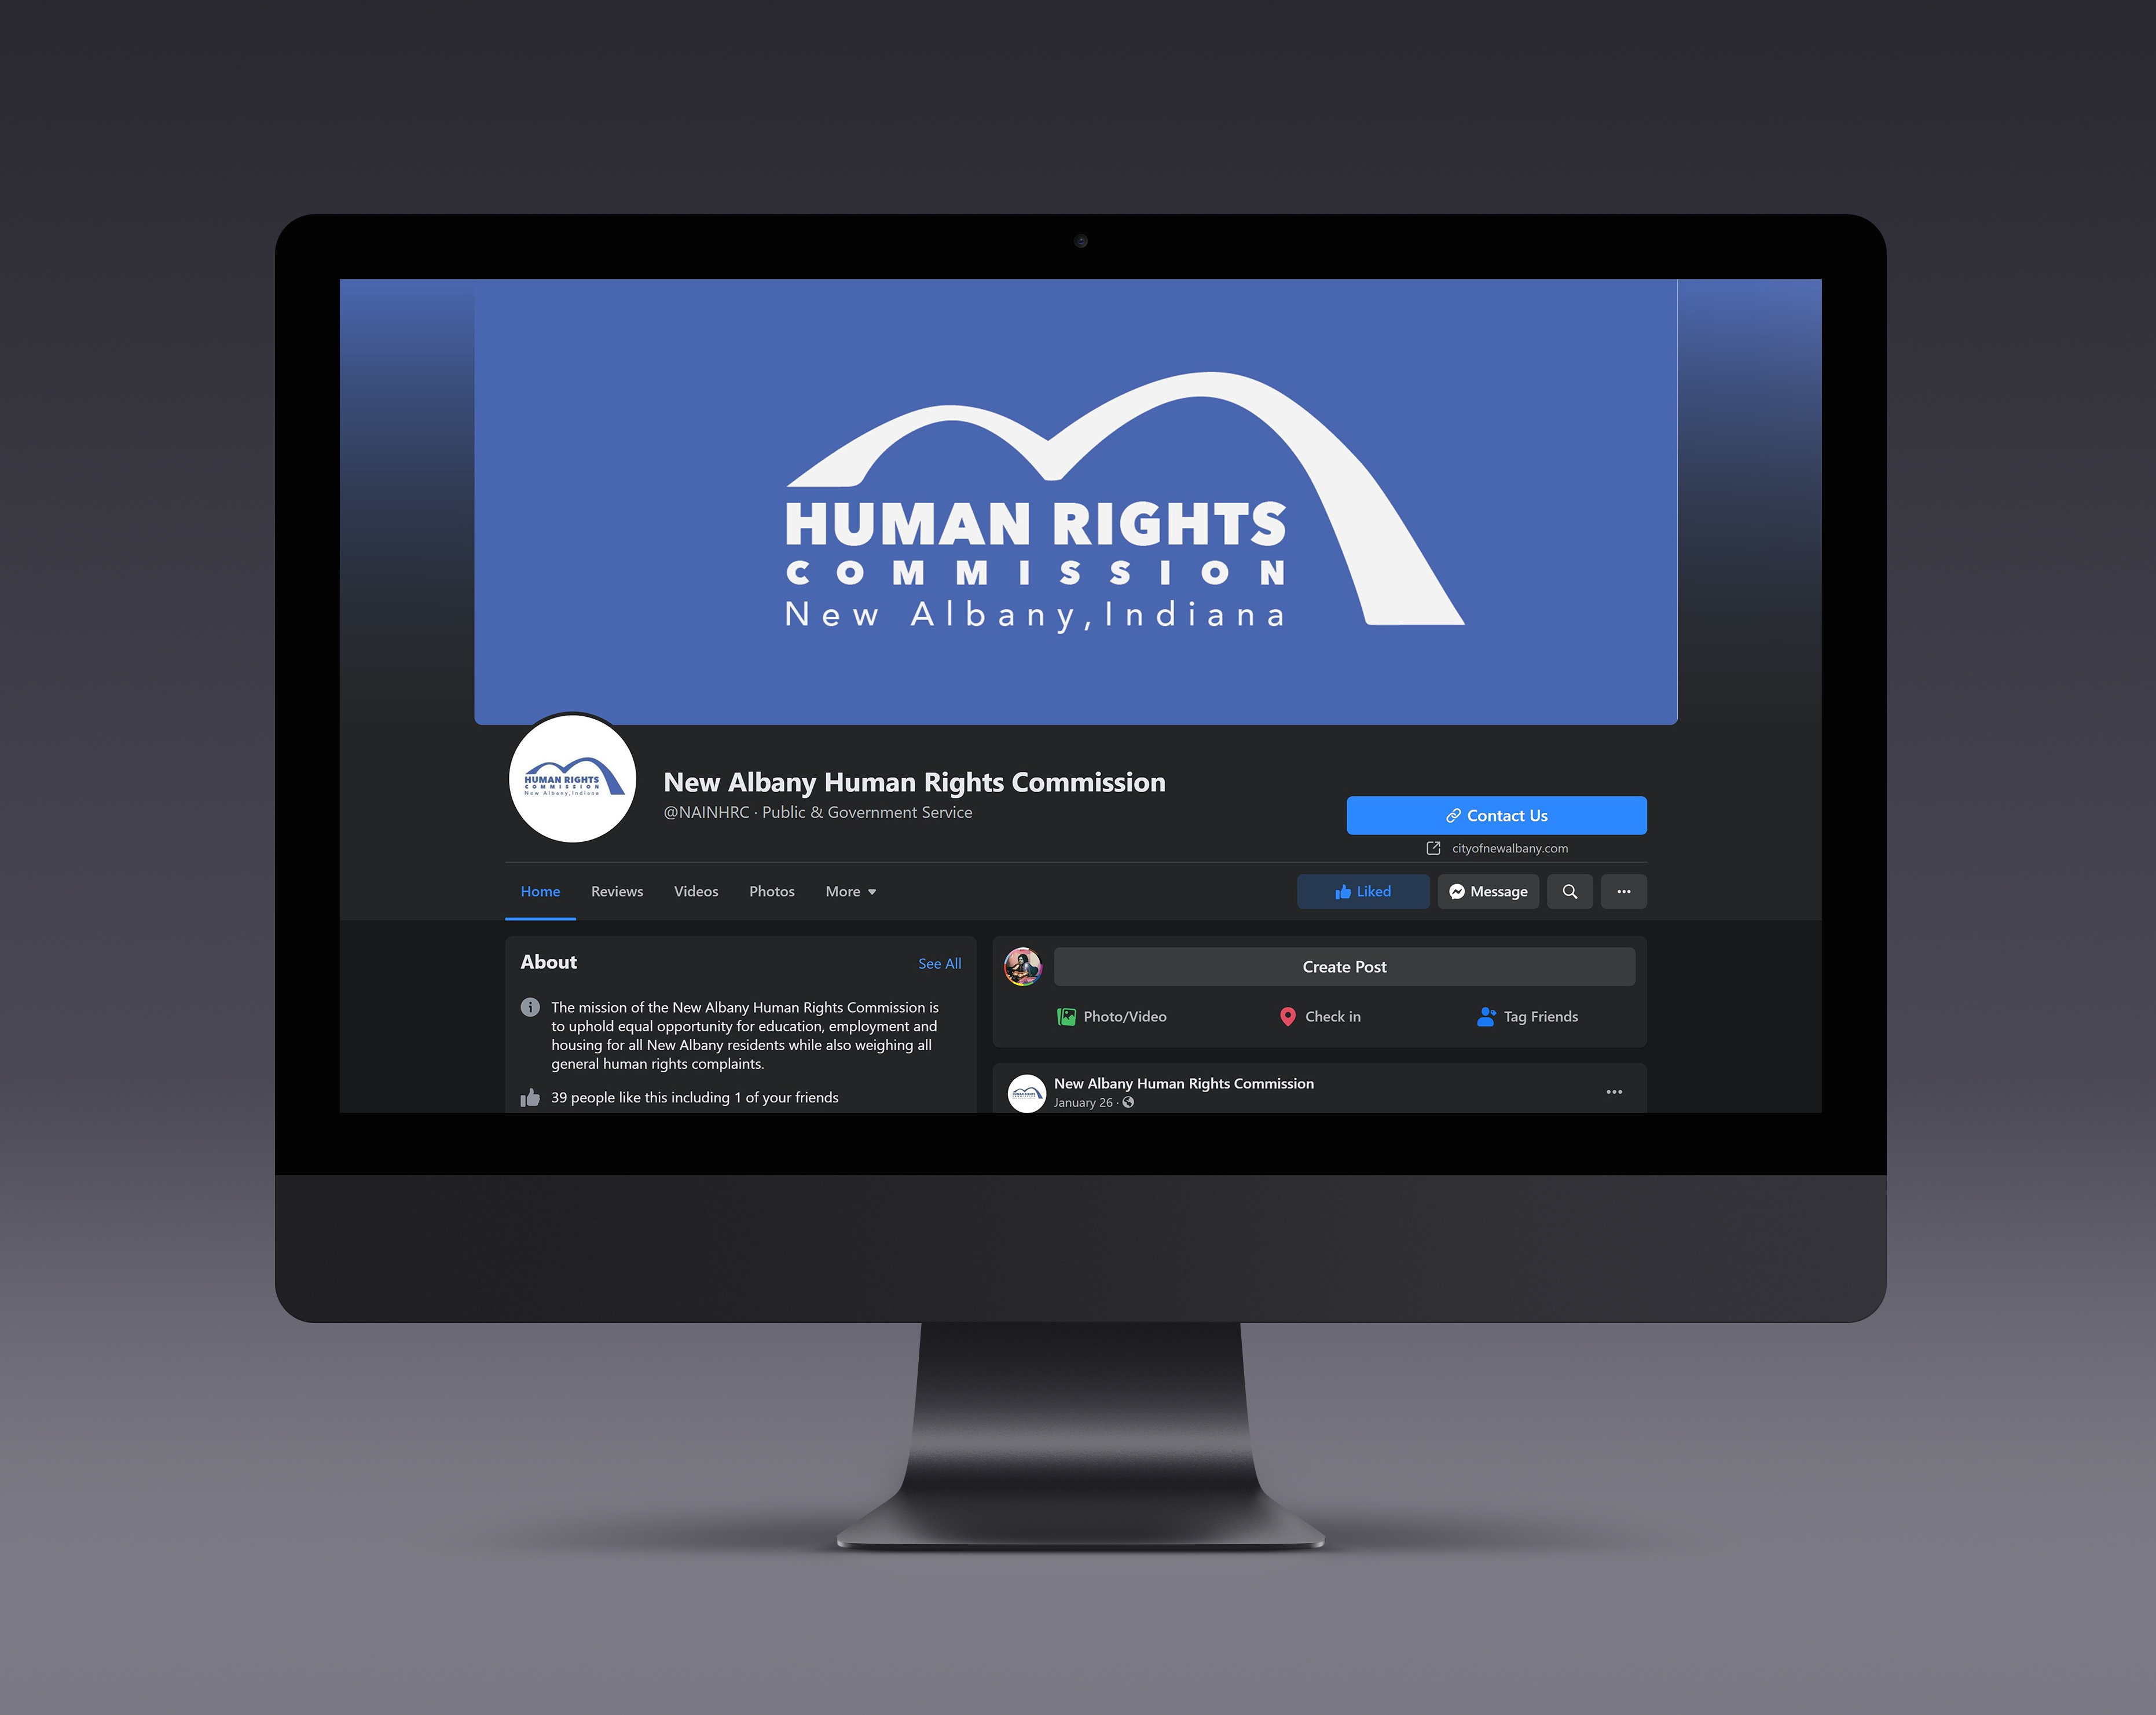 HUMAN RIGHTS
COMMISSION
New Albany, Indiana
HUMAN RIGHTS
COMMISSION
New Albany, Indiana
New Albany Human Rights Commission
@NAINHRC · Public & Government Service
Contact Us
cityofnewalbany.com
Home Reviews Videos Photos More
Liked Message
About
See All
The mission of the New Albany Human Rights Commission is
to uphold equal opportunity for education, employment and
housing for all New Albany residents while also weighing all
general human rights complaints.
39 people like this including 1 of your friends
Create Post
Photo/Video Check in Tag Friends
New Albany Human Rights Commission
January 26 ·